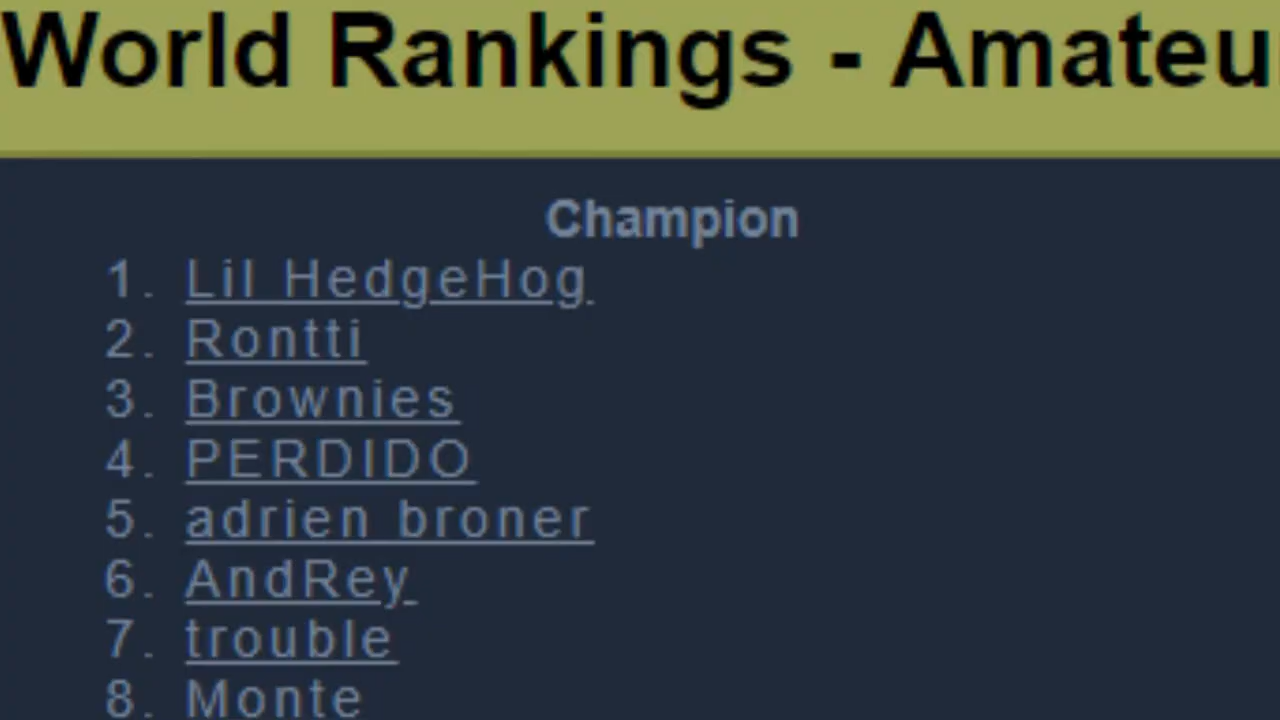 World Rankings - Amateu
Champion
1. Lil HedgeHog
2. Rontti
3. Brownies
4. PERDIDO
5. adrien broner
6. AndRey
7. trouble
8. Monte